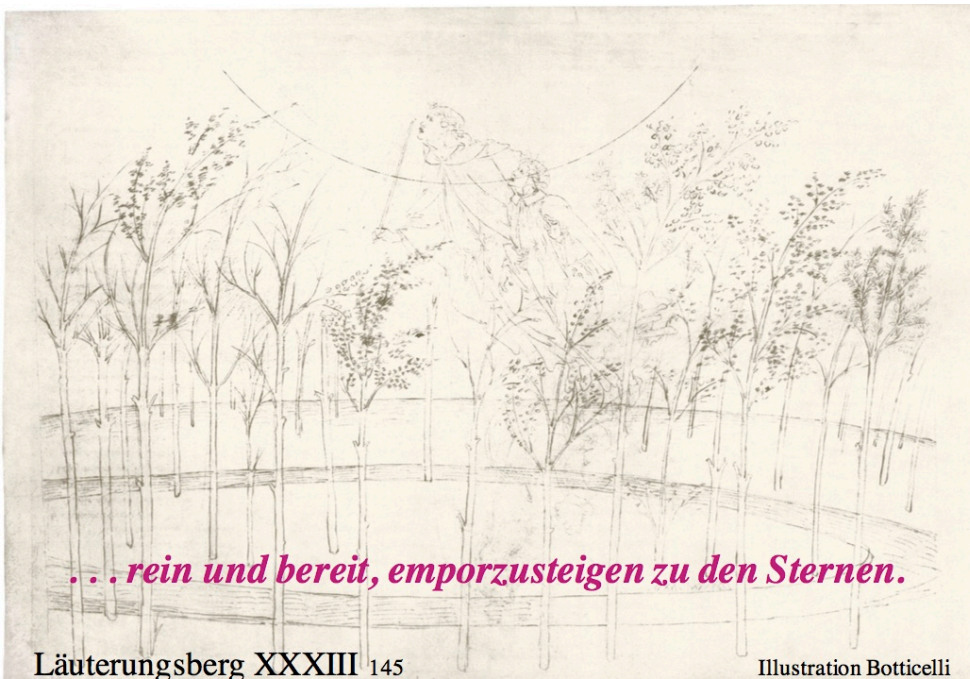 . . . rein und bereit, emporzusteigen zu den Sternen.
Läuterungsberg XXXIII 145
Illustration Botticelli